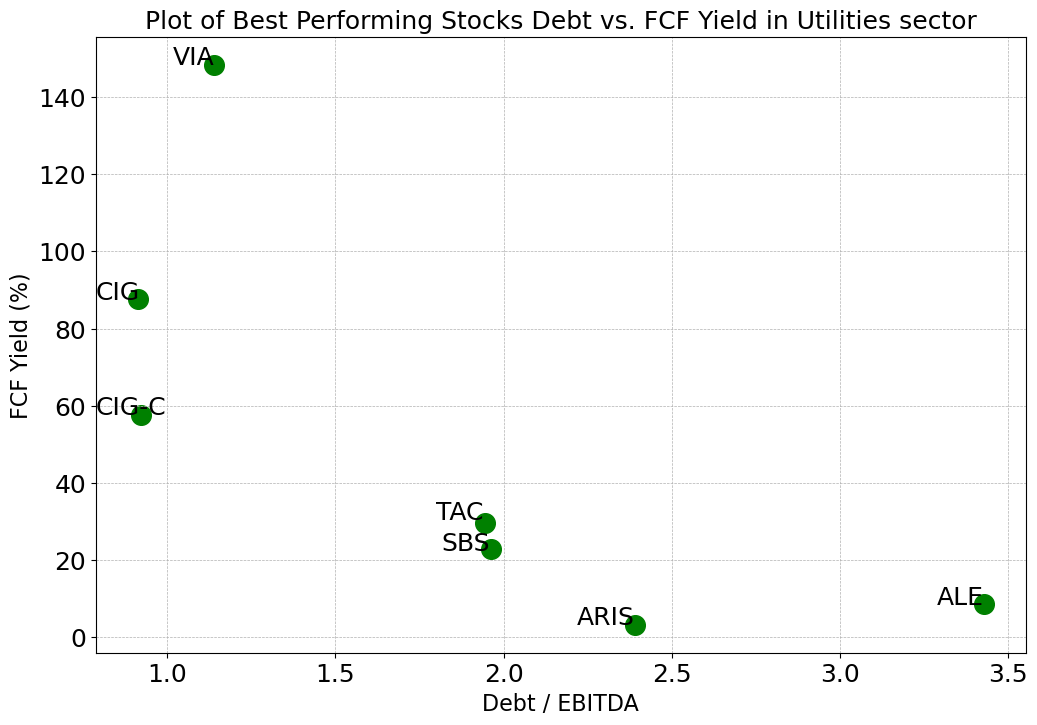 Plot of Best Performing Stocks Debt vs. FCF Yield in Utilities sector
FCF Yield (%)
140
120
100
80
60
40
20
0
VIA
CIG
CIG-C
TAC
SBS
ARIS
ALE
1.0
1.5
2.0
2.5
3.0
3.5
Debt / EBITDA